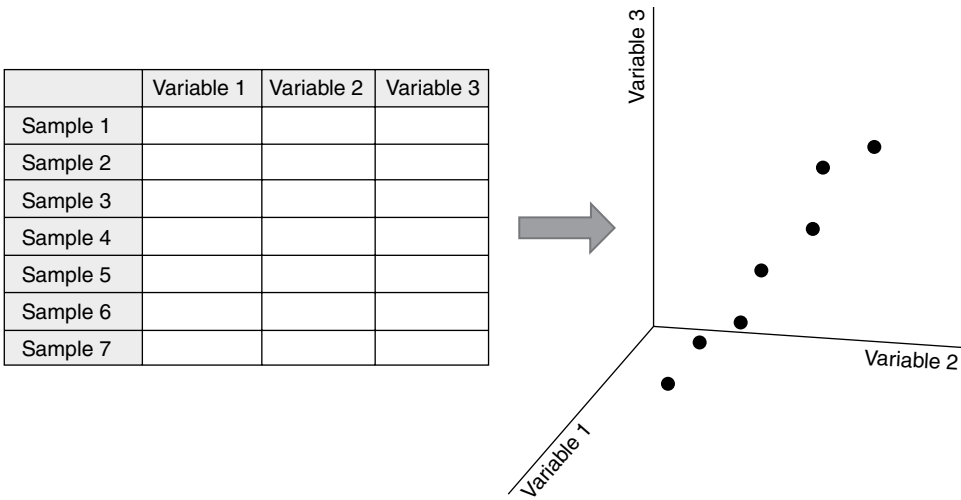 Variable 1 Variable 2 Variable 3
Sample 1
Sample 2
Sample 3
Sample 4
Sample 5
Sample 6
Sample 7
Variable 3
Variable 2
Variable 1